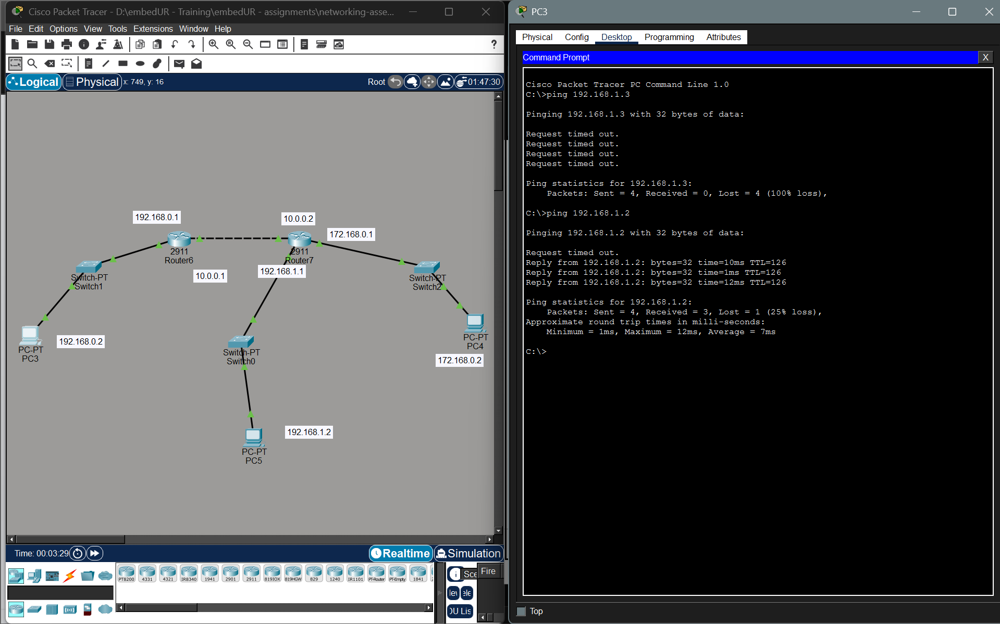 Cisco Packet Tracer - D:\embedUR - Training\embedUR - assignments\networking-asse...
File Edit Options View Tools Extensions Window Help
?
Logical Physical x: 749, y: 16 Root 01:47:30
192.168.0.1
10.0.0.2
172.168.0.1
2911
Router6
2911
Router7
10.0.0.1
192.168.1.1
Switch-PT
Switch1
Switch-PT
Switch2
PC-PT
PC3
192.168.0.2
Switch-PT
Switch0
PC-PT
PC4
172.168.0.2
192.168.1.2
PC-PT
PC5
Time: 00:03:29 Realtime Simulation
PT8200 4331 4321 IR8340 1941 2901 2911 819IOX 819HGW 829 1240 IR1101 PT-Router PT-Empty 1841
Sce Fire
ele
DU Lis
PC3
Physical Config Desktop Programming Attributes
Command Prompt X
Cisco Packet Tracer PC Command Line 1.0
C:\>ping 192.168.1.3
Pinging 192.168.1.3 with 32 bytes of data:
Request timed out.
Request timed out.
Request timed out.
Request timed out.
Ping statistics for 192.168.1.3:
Packets: Sent = 4, Received = 0, Lost = 4 (100% loss),
C:\>ping 192.168.1.2
Pinging 192.168.1.2 with 32 bytes of data:
Request timed out.
Reply from 192.168.1.2: bytes=32 time=10ms TTL=126
Reply from 192.168.1.2: bytes=32 time=1ms TTL=126
Reply from 192.168.1.2: bytes=32 time=12ms TTL=126
Ping statistics for 192.168.1.2:
Packets: Sent = 4, Received = 3, Lost = 1 (25% loss),
Approximate round trip times in milli-seconds:
Minimum = 1ms, Maximum = 12ms, Average = 7ms
C:\>
Top